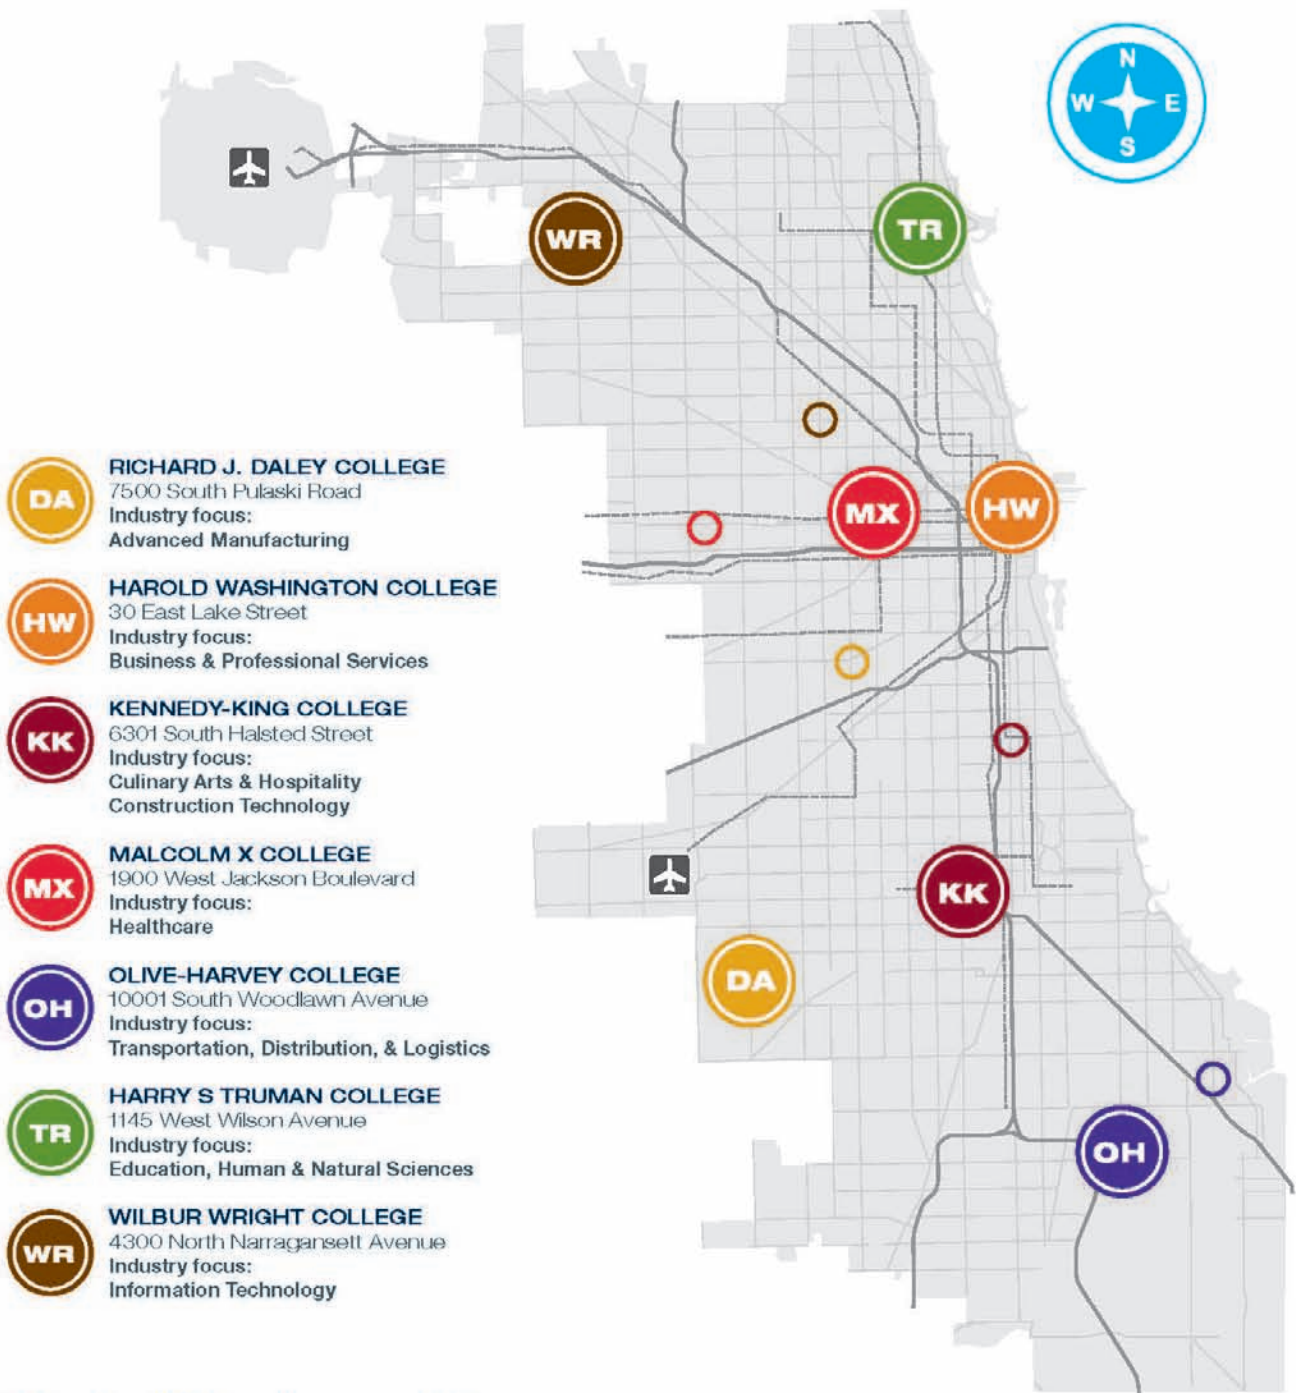 N
W E
S
WR
TR
MX
HW
KK
DA
OH
DA
RICHARD J. DALEY COLLEGE
7500 South Pulaski Road
Industry focus:
Advanced Manufacturing
HW
HAROLD WASHINGTON COLLEGE
30 East Lake Street
Industry focus:
Business & Professional Services
KK
KENNEDY-KING COLLEGE
6301 South Halsted Street
Industry focus:
Culinary Arts & Hospitality
Construction Technology
MX
MALCOLM X COLLEGE
1900 West Jackson Boulevard
Industry focus:
Healthcare
OH
OLIVE-HARVEY COLLEGE
10001 South Woodlawn Avenue
Industry focus:
Transportation, Distribution, & Logistics
TR
HARRY S TRUMAN COLLEGE
1145 West Wilson Avenue
Industry focus:
Education, Human & Natural Sciences
WR
WILBUR WRIGHT COLLEGE
4300 North Narragansett Avenue
Industry focus:
Information Technology